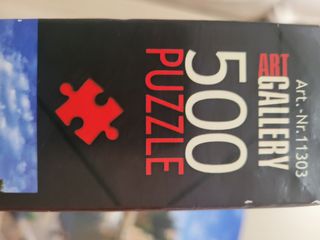 Art.-Nr.11303
ART
GALLERY
500
PUZZLE